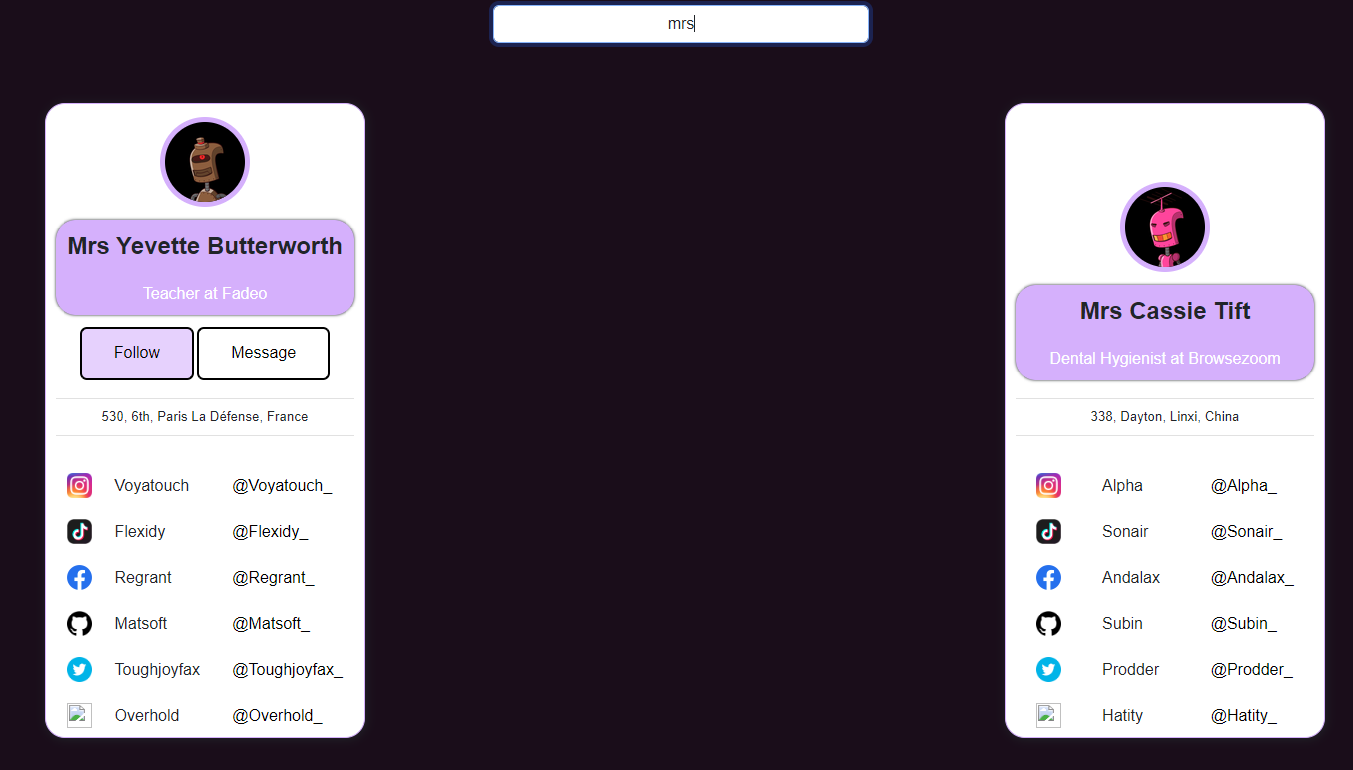 mrs
Mrs Yevette Butterworth
Teacher at Fadeo
Follow
Message
530, 6th, Paris La Défense, France
Voyatouch @Voyatouch_
Flexidy @Flexidy_
Regrant @Regrant_
Matsoft @Matsoft_
Toughjoyfax @Toughjoyfax_
Overhold @Overhold_
Mrs Cassie Tift
Dental Hygienist at Browsezoom
338, Dayton, Linxi, China
Alpha @Alpha_
Sonair @Sonair_
Andalax @Andalax_
Subin @Subin_
Prodder @Prodder_
Hatity @Hatity_